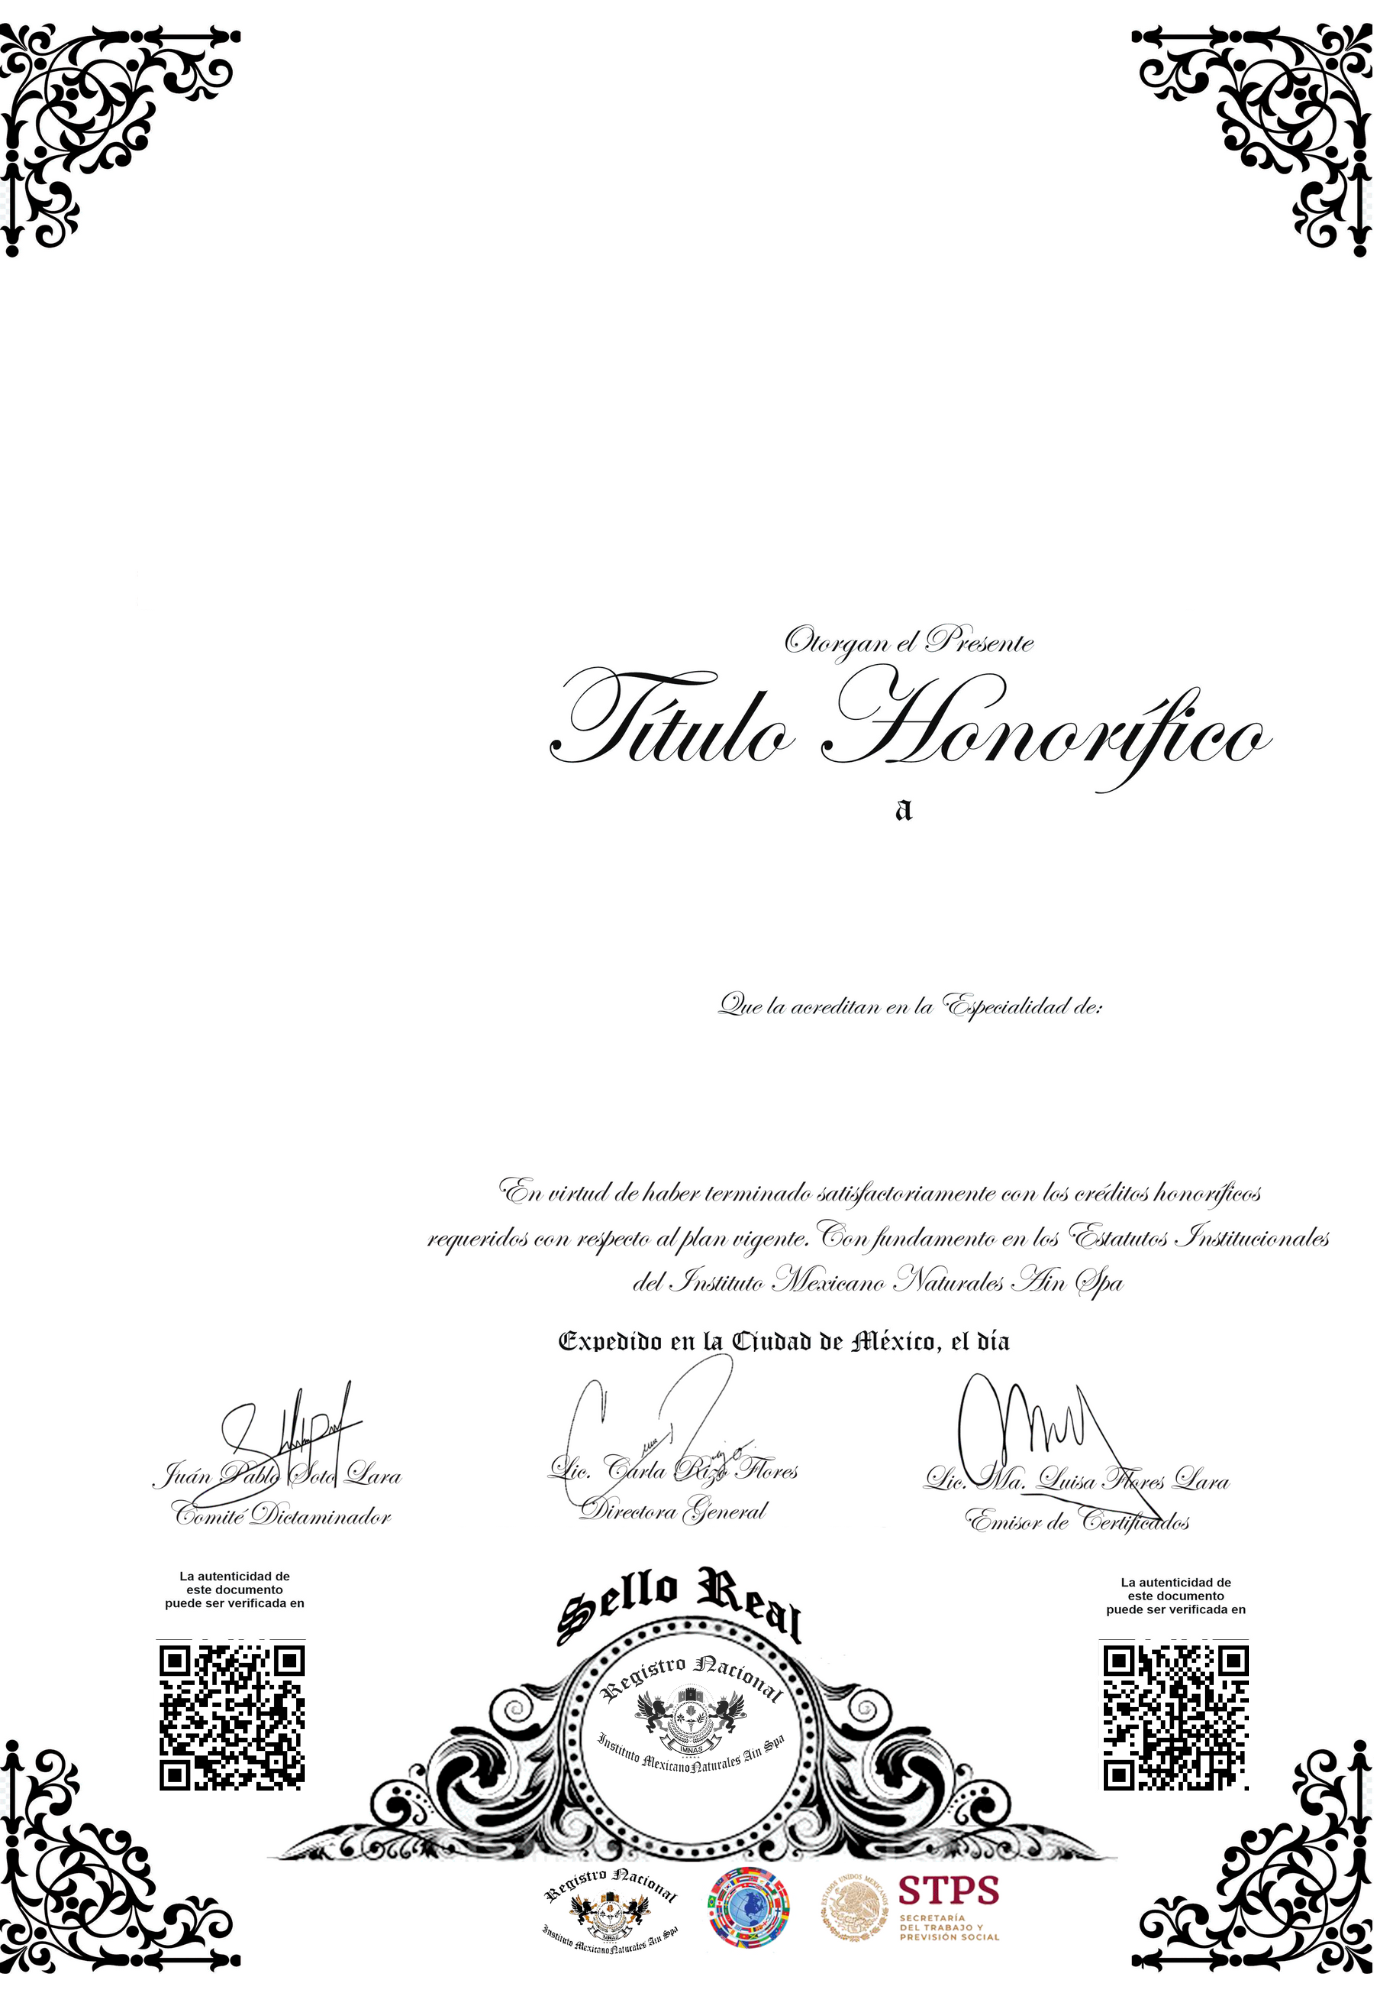 Otorgan el Presente
Título Honorífico
a
Que la acreditan en la Especialidad de:
En virtud de haber terminado satisfactoriamente con los créditos honoríficos
requeridos con respecto al plan vigente. Con fundamento en los Estatutos Institucionales
del Instituto Mexicano Naturales Ain Spa
Expedido en la Ciudad de México, el día
Juán Pablo Soto Lara
Comité Dictaminador
Lic. Carla Rizo Flores
Directora General
Lic. Ma. Luisa Flores Lara
Emisor de Certificados
La autenticidad de
este documento
puede ser verificada en
La autenticidad de
este documento
puede ser verificada en
Sello Real
Registro Nacional
IMNAS
Instituto Mexicano Naturales Ain Spa
Registro Nacional
IMNAS
Instituto Mexicano Naturales Ain Spa
ESTADOS UNIDOS MEXICANOS
STPS
SECRETARÍA
DEL TRABAJO Y
PREVISIÓN SOCIAL